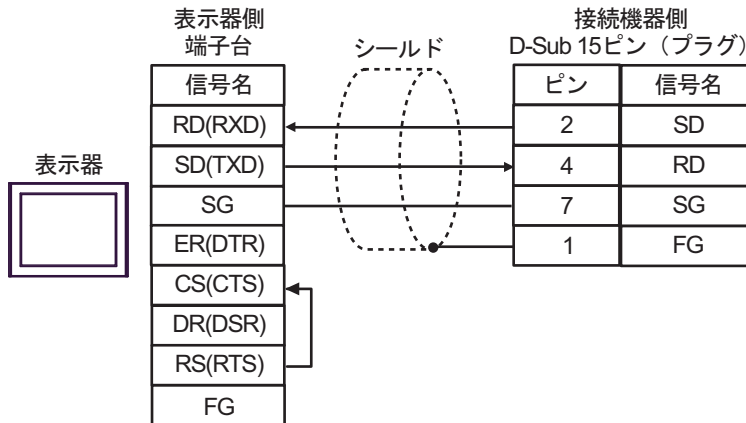 表示器側
端子台
シールド
接続機器側
D-Sub 15ピン（プラグ）
信号名
ピン
信号名
RD(RXD)
2
SD
表示器
SD(TXD)
4
RD
SG
7
SG
ER(DTR)
1
FG
CS(CTS)
DR(DSR)
RS(RTS)
FG